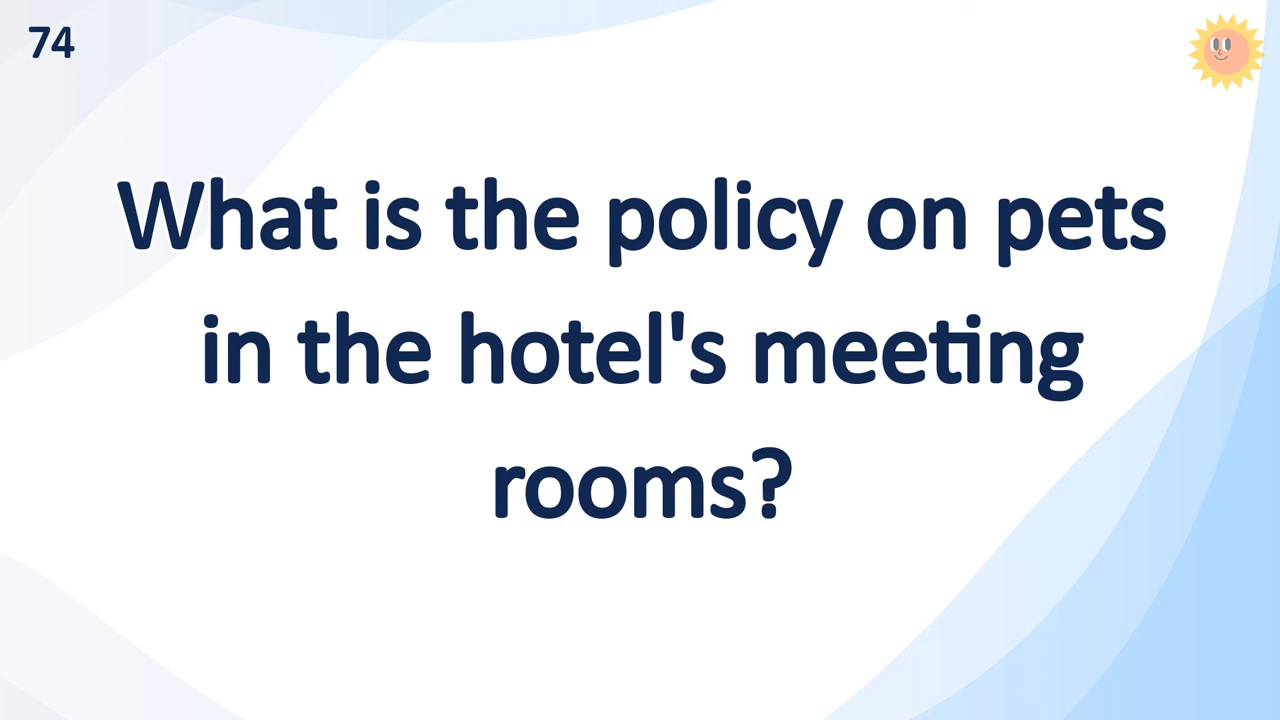 74
What is the policy on pets
in the hotel's meeting
rooms?